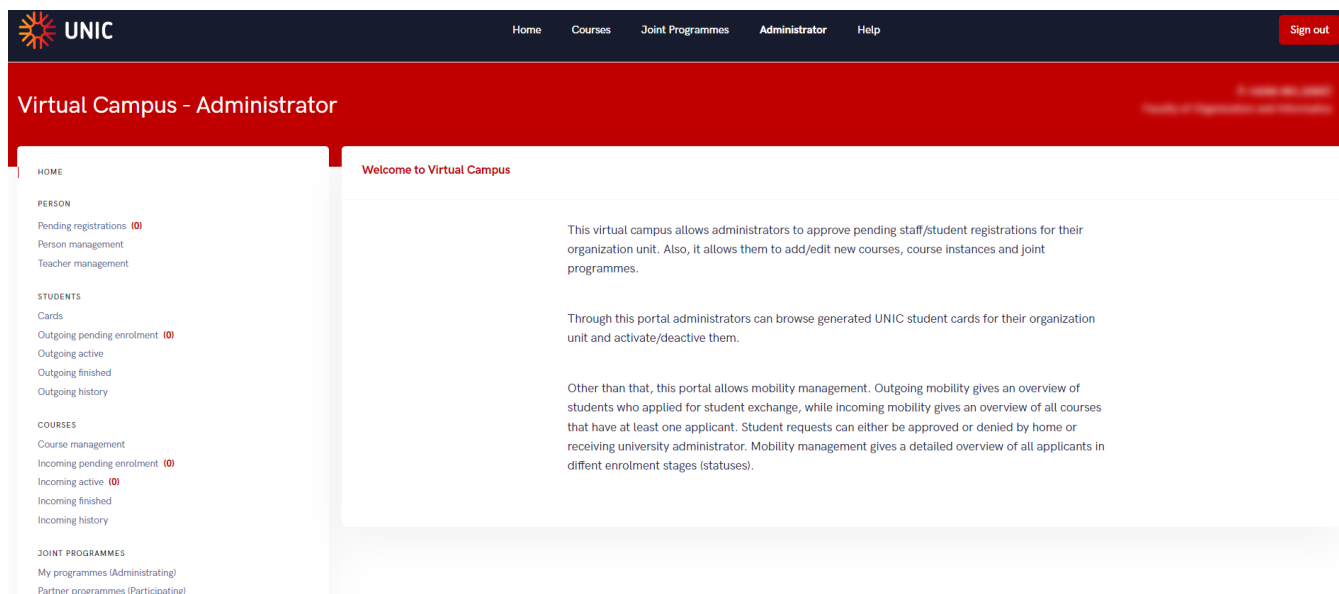 UNIC
Home Courses Joint Programmes Administrator Help
Sign out
Virtual Campus - Administrator
HOME
PERSON
Pending registrations (0)
Person management
Teacher management
STUDENTS
Cards
Outgoing pending enrolment (0)
Outgoing active
Outgoing finished
Outgoing history
COURSES
Course management
Incoming pending enrolment (0)
Incoming active (0)
Incoming finished
Incoming history
JOINT PROGRAMMES
My programmes (Administrating)
Partner programmes (Participating)
Welcome to Virtual Campus
This virtual campus allows administrators to approve pending staff/student registrations for their
organization unit. Also, it allows them to add/edit new courses, course instances and joint
programmes.
Through this portal administrators can browse generated UNIC student cards for their organization
unit and activate/deactive them.
Other than that, this portal allows mobility management. Outgoing mobility gives an overview of
students who applied for student exchange, while incoming mobility gives an overview of all courses
that have at least one applicant. Student requests can either be approved or denied by home or
receiving university administrator. Mobility management gives a detailed overview of all applicants in
diffent enrolment stages (statuses).